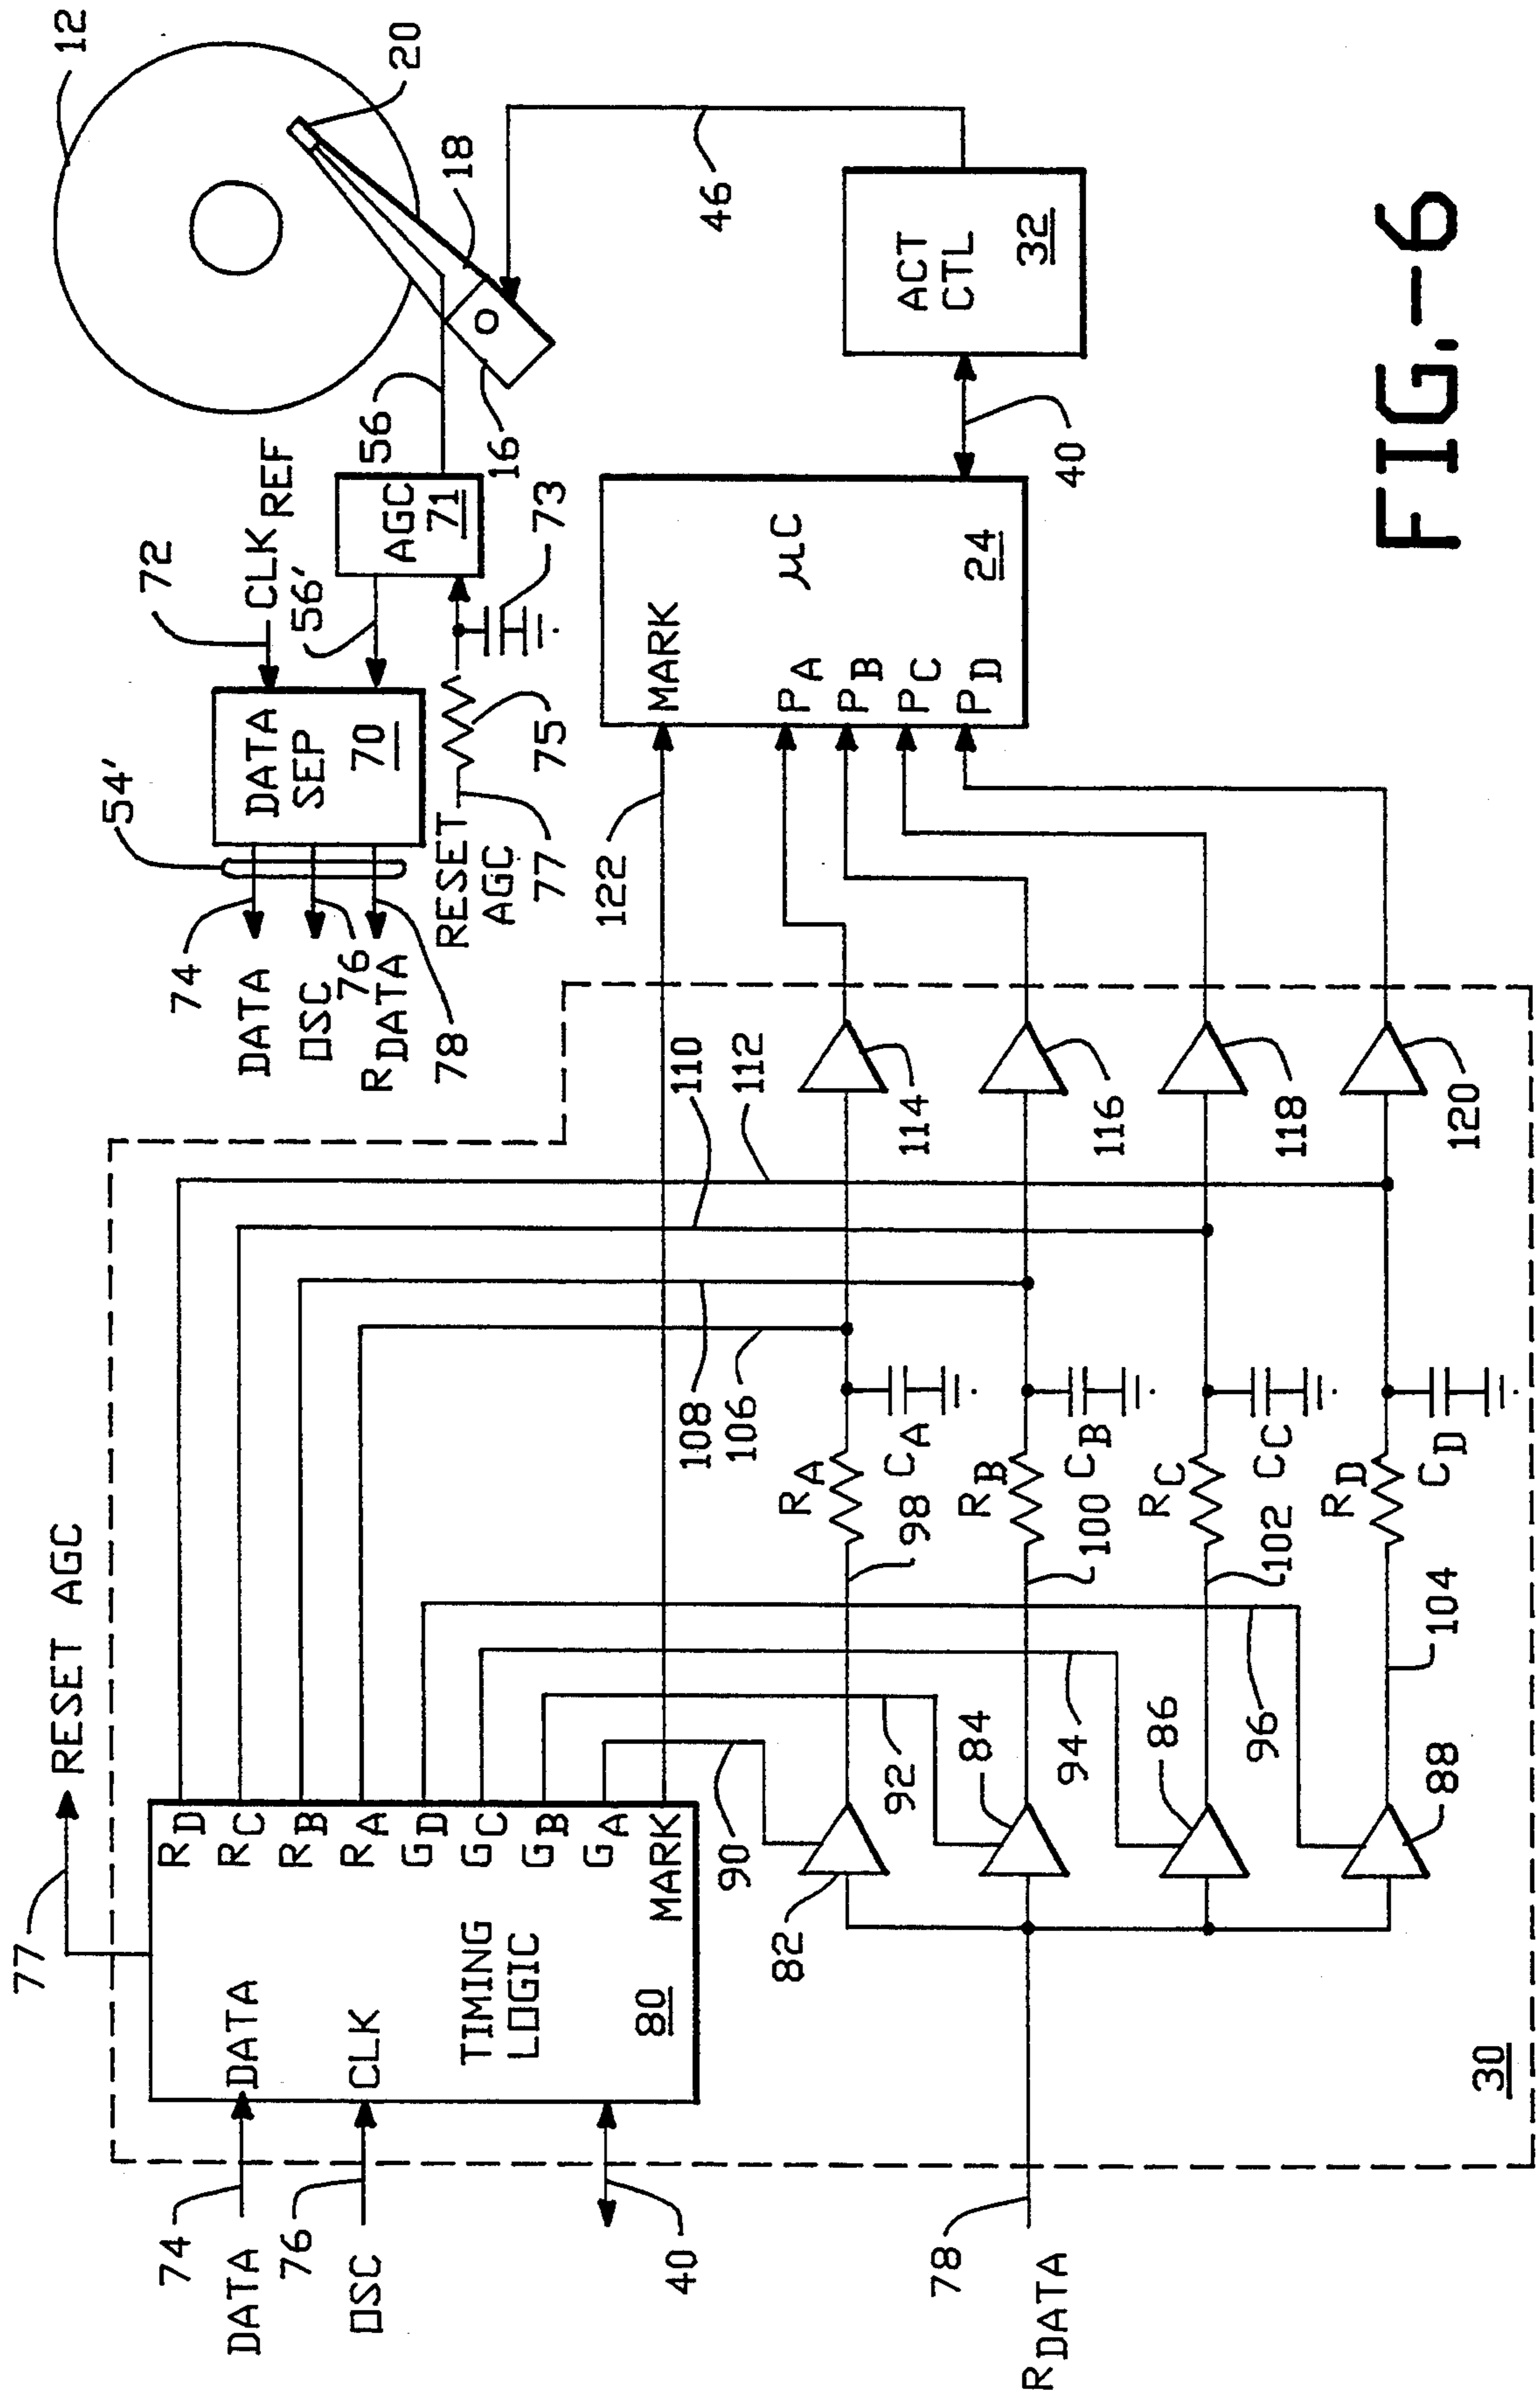 77
RESET AGC
74
DATA
76
OSC
40
DATA
CLK
TIMING
LOGIC
80
RD
RC
RB
RA
GD
GC
GB
GA
MARK
78
RDATA
82
84
86
88
90
92
94
96
RA
98
CA
RB
100
CB
RC
102
CC
RD
104
CD
106
108
110
112
114
116
118
120
30
122
MARK
PA
PB
PC
PD
µC
24
40
ACT
CTL
32
46
74
DATA
OSC
76
RDATA
78
54'
DATA
SEP
70
72
CLKREF
56'
AGC
71
RESET
AGC
77
75
73
56
16
18
20
12
FIG.-6